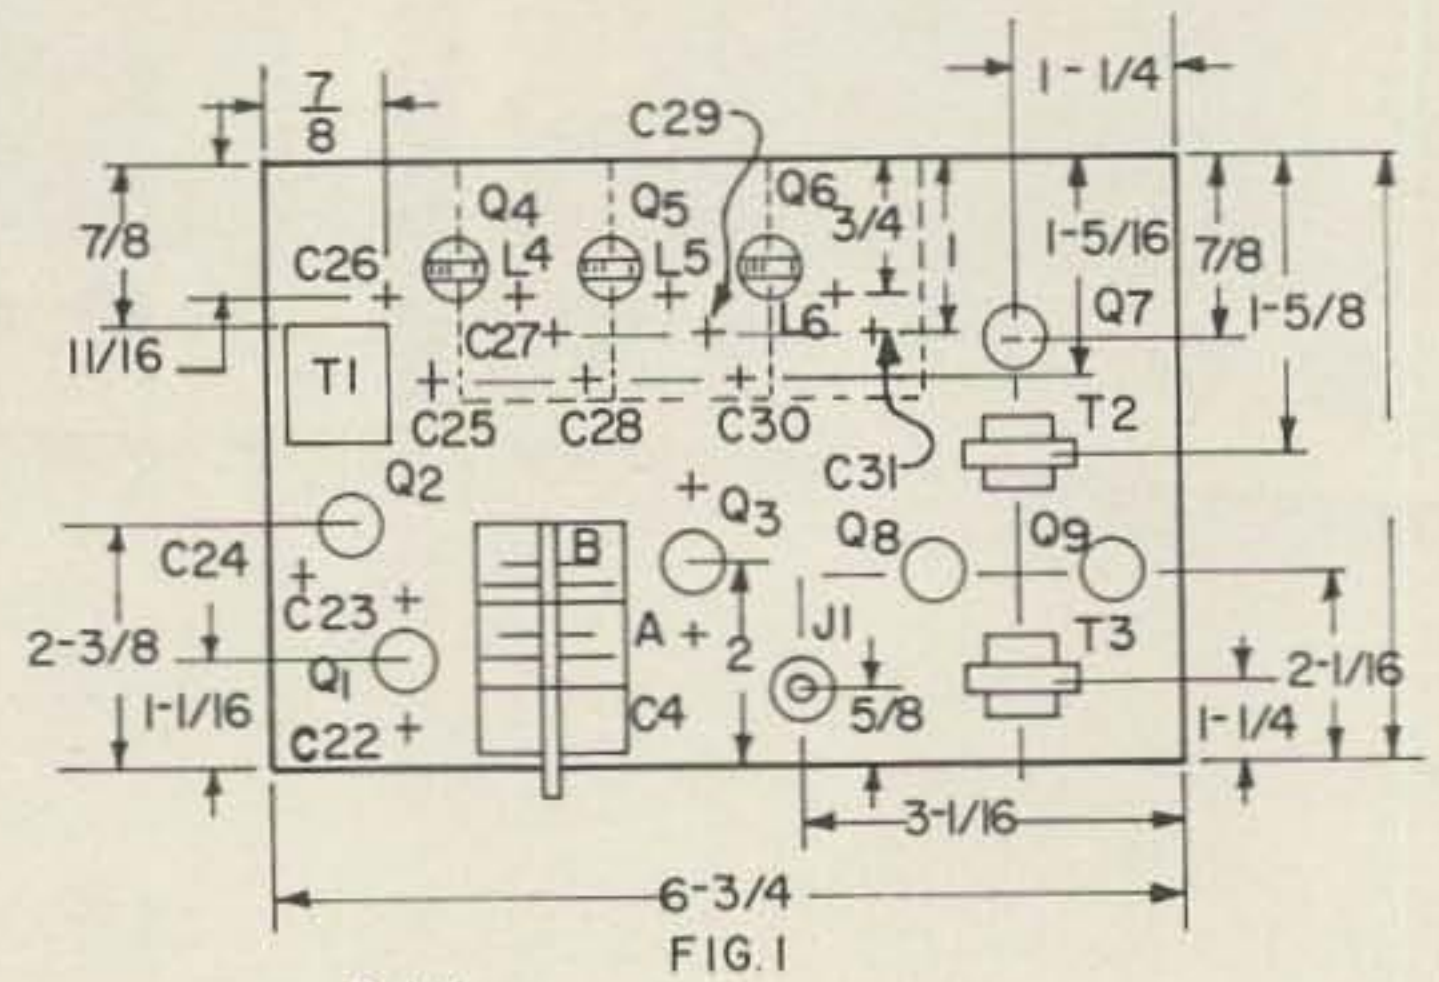 7/8
1-1/4
C29
Q4
Q5
Q6
3/4
1
1-5/16
7/8
7/8
C26
L4
L5
L6
Q7
1-5/8
11/16
T1
C27
C25
C28
C30
C31
T2
Q2
Q3
B
Q8
Q9
C24
C23
2-3/8
A
2
J1
T3
Q1
1-1/16
C4
5/8
2-1/16
1-1/4
C22
3-1/16
6-3/4
FIG. 1